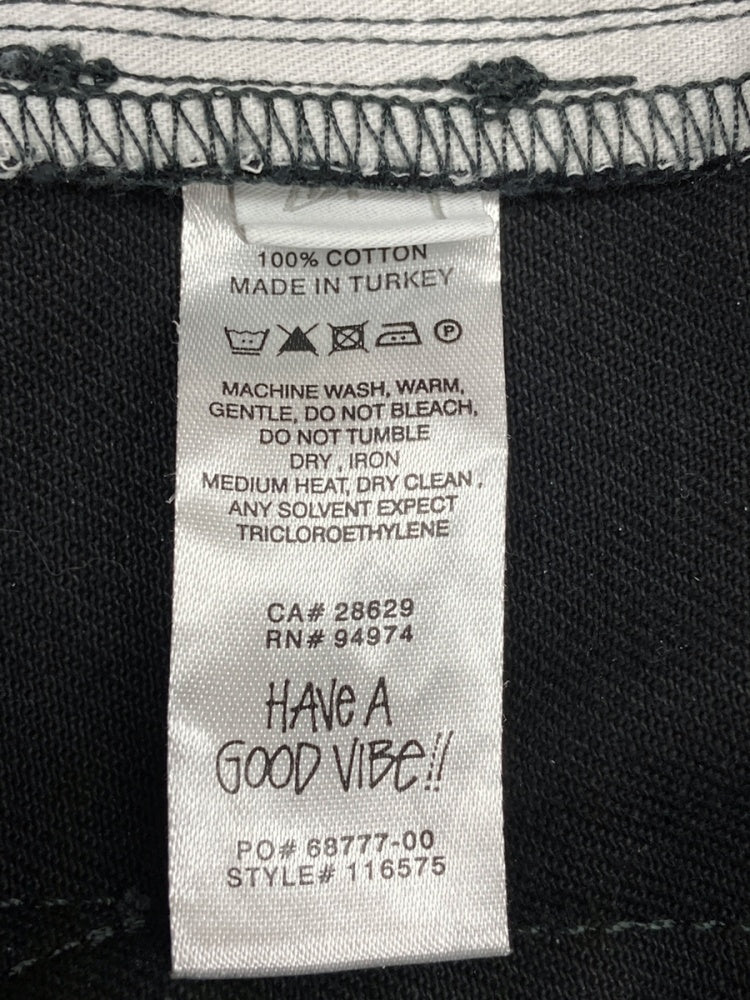 100% COTTON
MADE IN TURKEY
P
MACHINE WASH, WARM,
GENTLE, DO NOT BLEACH,
DO NOT TUMBLE
DRY , IRON
MEDIUM HEAT, DRY CLEAN ,
ANY SOLVENT EXPECT
TRICLOROETHYLENE
CA# 28629
RN# 94974
HAVE A
GOOD VIBE!!
PO# 68777-00
STYLE# 116575